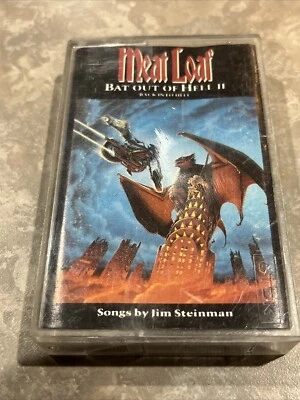 Meat Loaf
BAT OUT OF HELL II
BACK INTO HELL
Songs by Jim Steinman